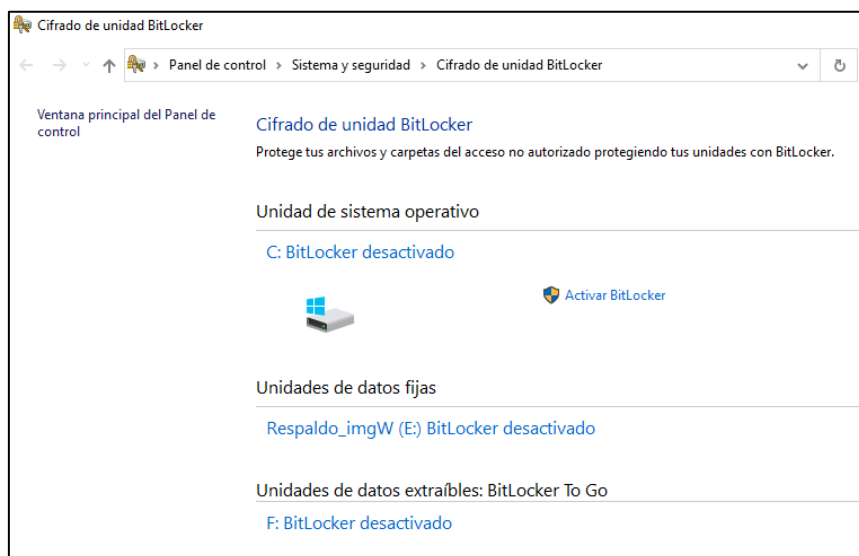 Cifrado de unidad BitLocker
Panel de control > Sistema y seguridad > Cifrado de unidad BitLocker
Ventana principal del Panel de
control
Cifrado de unidad BitLocker
Protege tus archivos y carpetas del acceso no autorizado protegiendo tus unidades con BitLocker.
Unidad de sistema operativo
C: BitLocker desactivado
Activar BitLocker
Unidades de datos fijas
Respaldo_imgW (E:) BitLocker desactivado
Unidades de datos extraíbles: BitLocker To Go
F: BitLocker desactivado